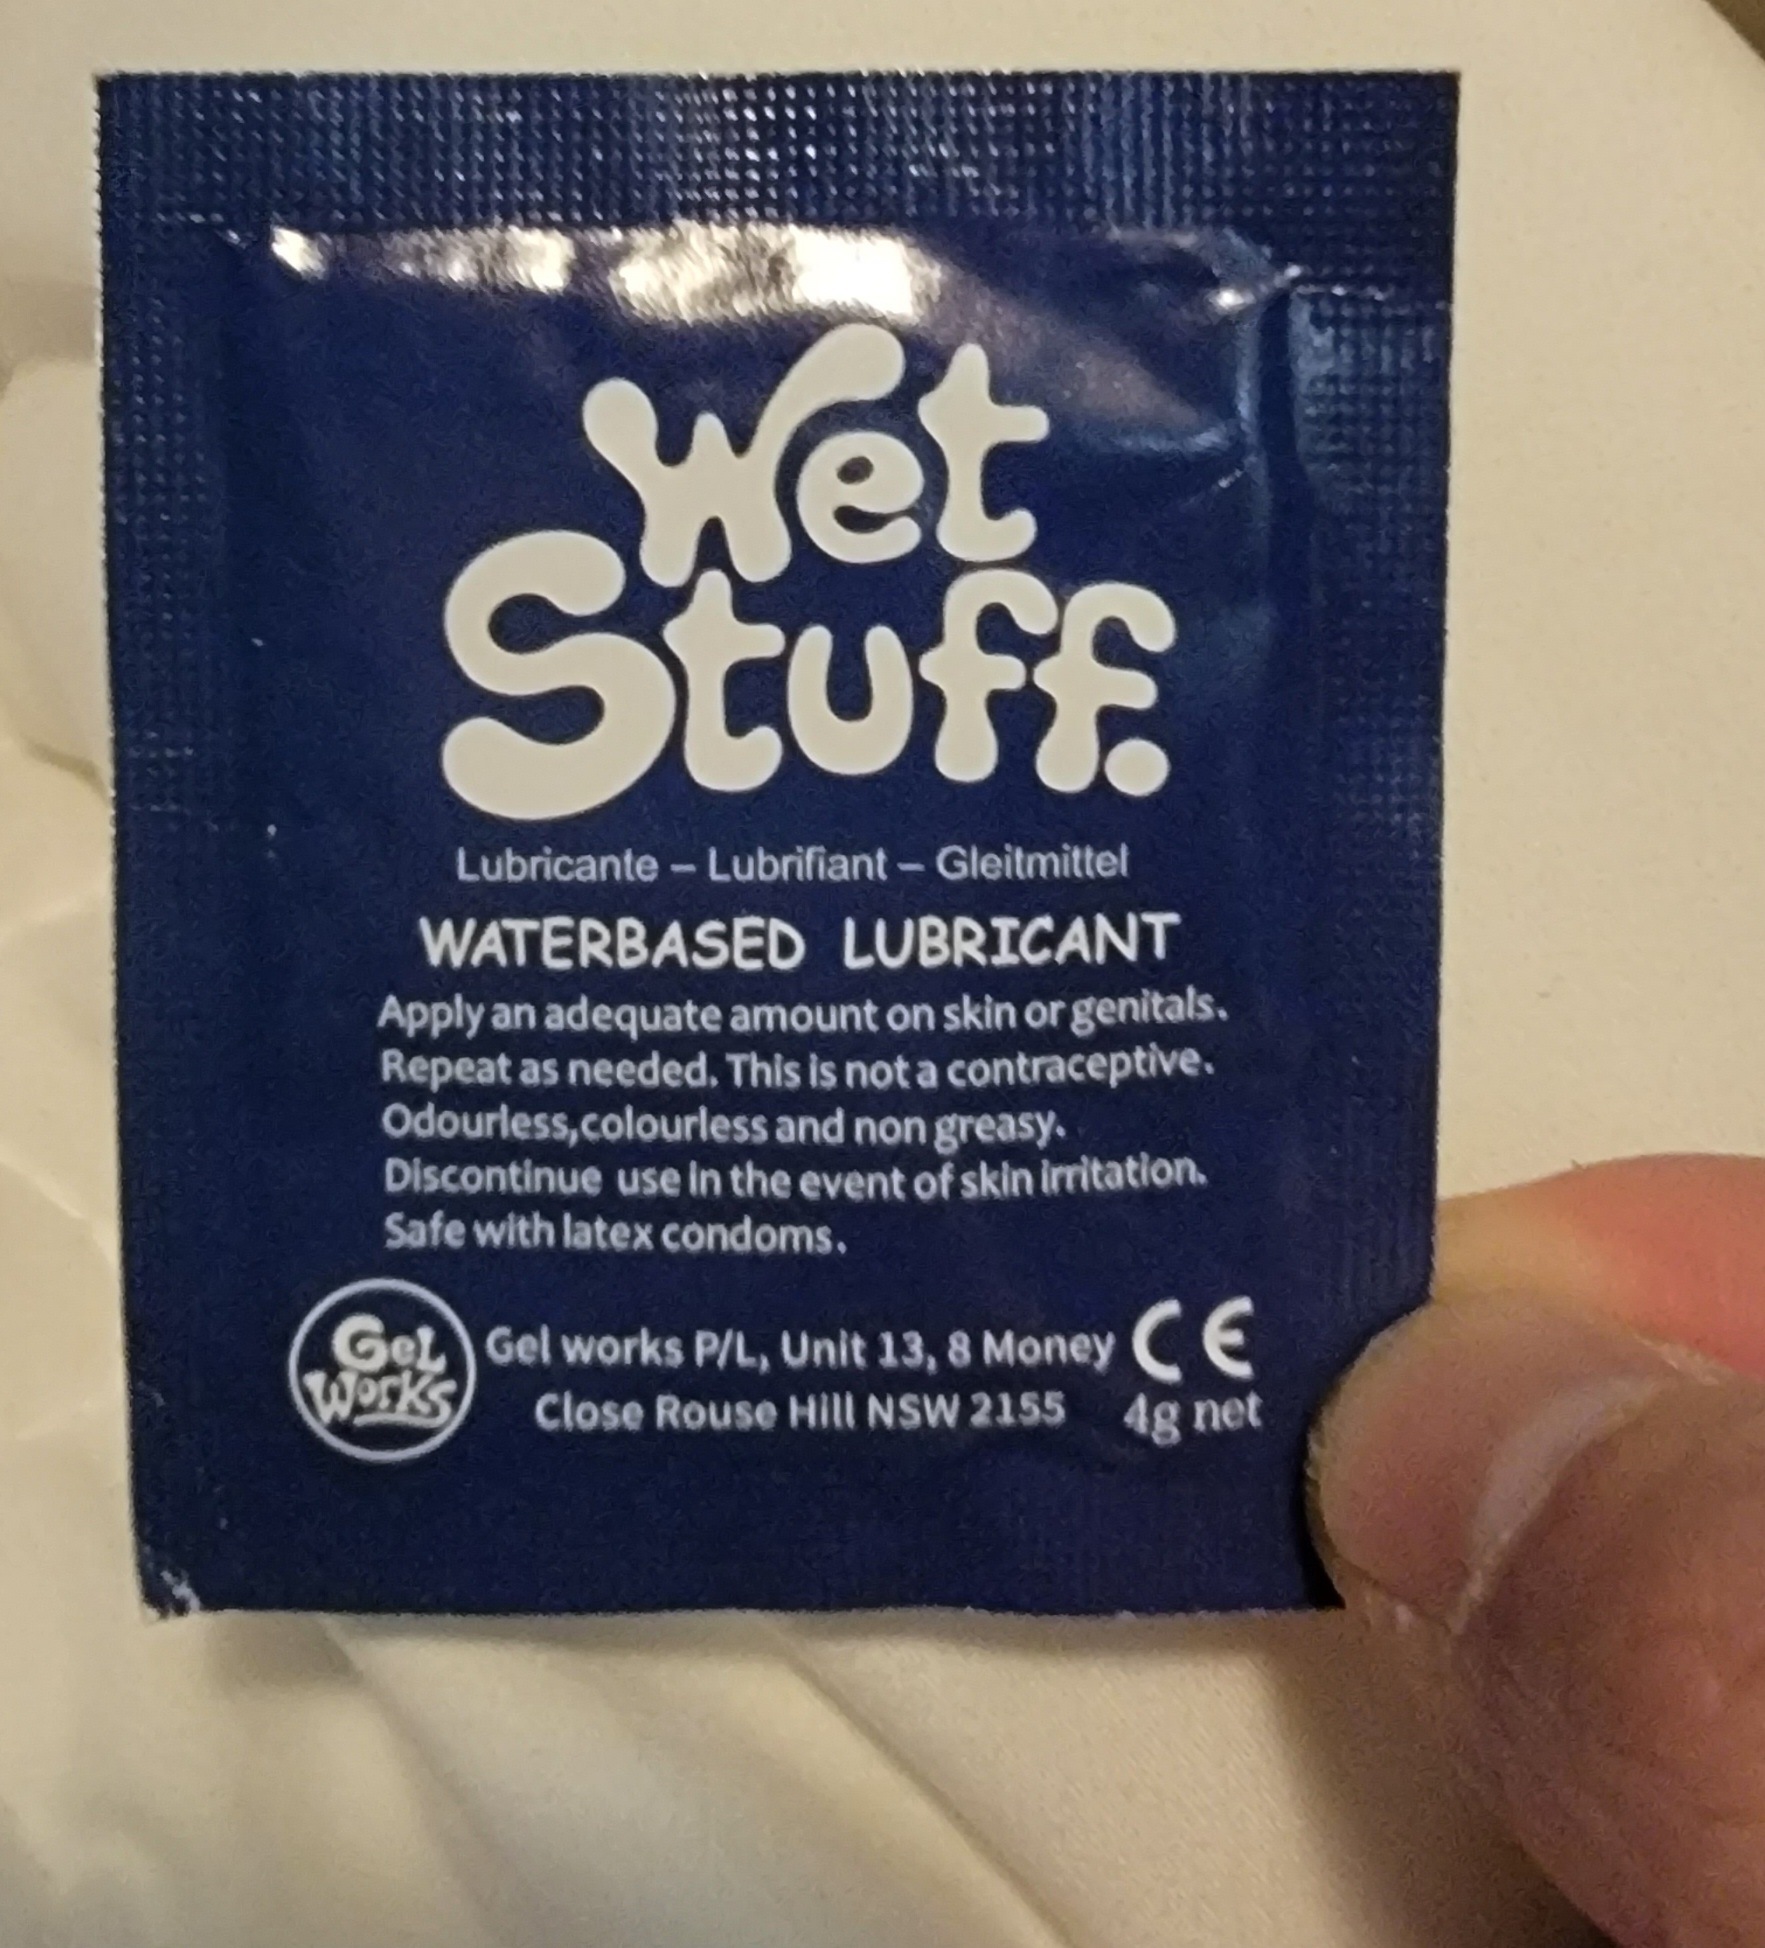 Wet
Stuff.
Lubricante – Lubrifiant – Gleitmittel
WATERBASED LUBRICANT
Apply an adequate amount on skin or genitals.
Repeat as needed. This is not a contraceptive.
Odourless,colourless and non greasy.
Discontinue use in the event of skin irritation.
Safe with latex condoms.
Gel
Works
Gel works P/L, Unit 13, 8 Money
Close Rouse Hill NSW 2155
CE
4g net